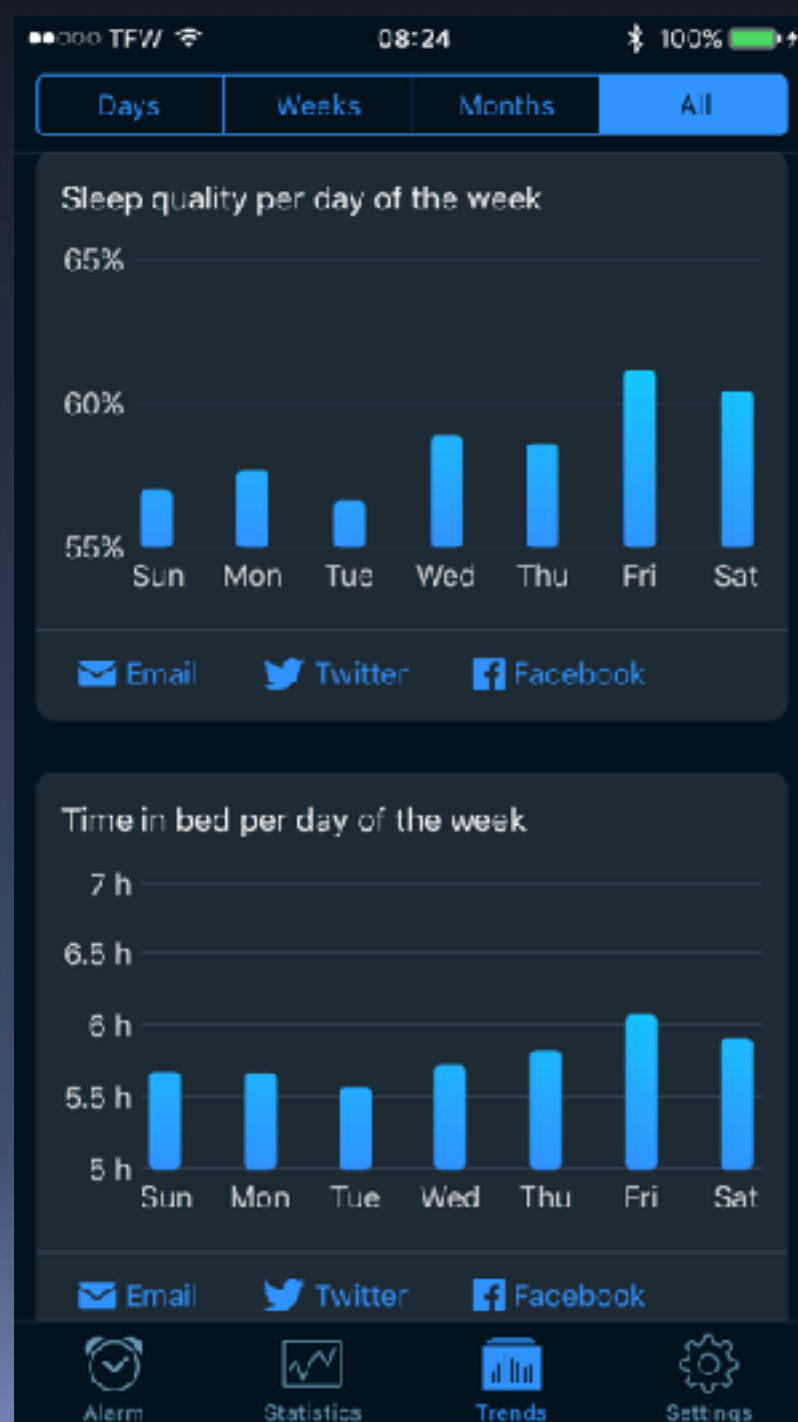 TFW 08:24 100%
Days Weeks Months All
Sleep quality per day of the week
65%
60%
55%
Sun Mon Tue Wed Thu Fri Sat
Email Twitter Facebook
Time in bed per day of the week
7 h
6.5 h
6 h
5.5 h
5 h
Sun Mon Tue Wed Thu Fri Sat
Email Twitter Facebook
Alarm Statistics Trends Settings